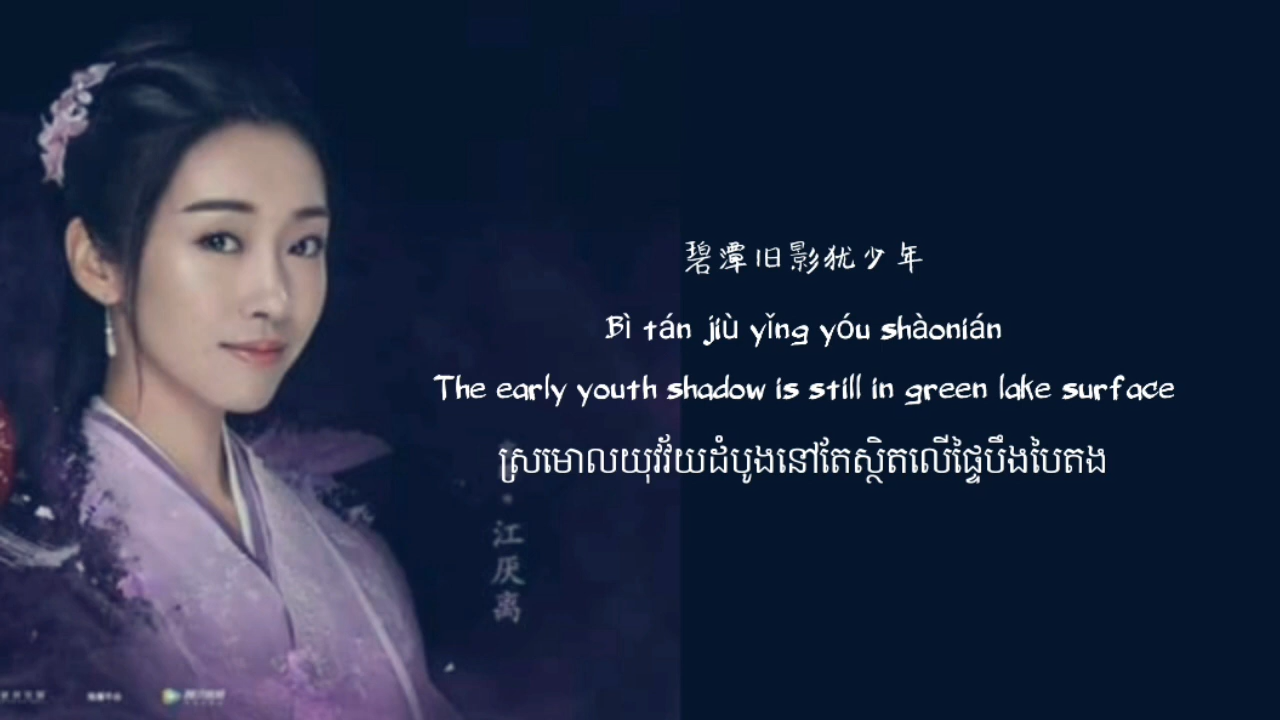 碧潭旧影犹少年
Bì tán jiù yǐng yóu shàonián
The early youth shadow is still in green lake surface
ស្រមោលយុវវ័យដំបូងនៅតែស្ថិតលើផ្ទៃបឹងបៃតង
江厌离